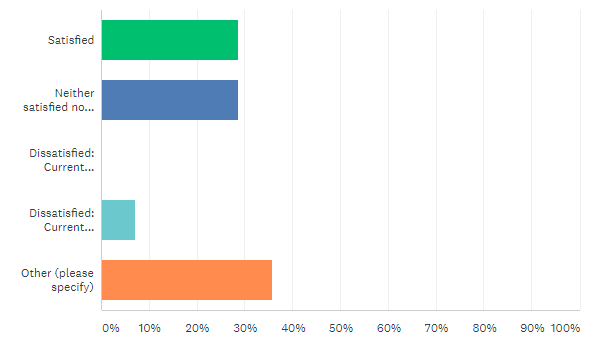 Satisfied
Neither
satisfied no...
Dissatisfied:
Current...
Dissatisfied:
Current...
Other (please
specify)
0% 10% 20% 30% 40% 50% 60% 70% 80% 90% 100%